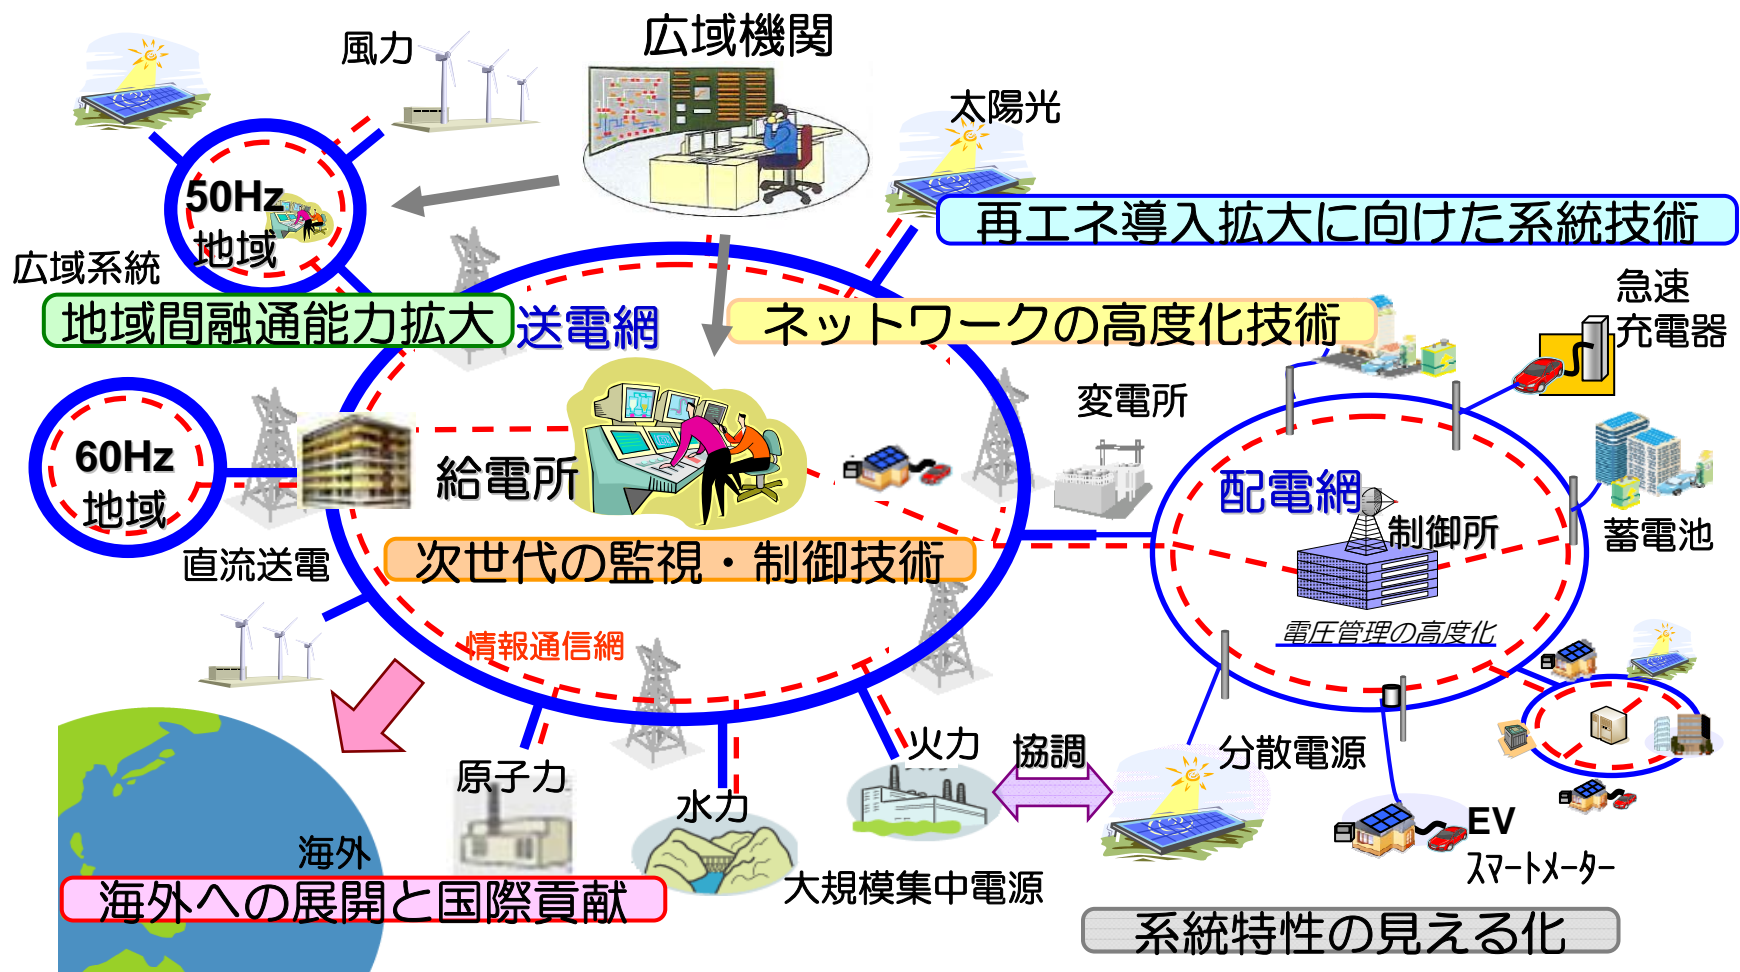 広域機関
風力
太陽光
50Hz
地域
再エネ導入拡大に向けた系統技術
広域系統
地域間融通能力拡大
送電網
ネットワークの高度化技術
急速
充電器
変電所
60Hz
地域
給電所
配電網
制御所
蓄電池
直流送電
次世代の監視・制御技術
情報通信網
電圧管理の高度化
原子力
水力
火力
協調
分散電源
EV
スマートメーター
海外
大規模集中電源
海外への展開と国際貢献
系統特性の見える化